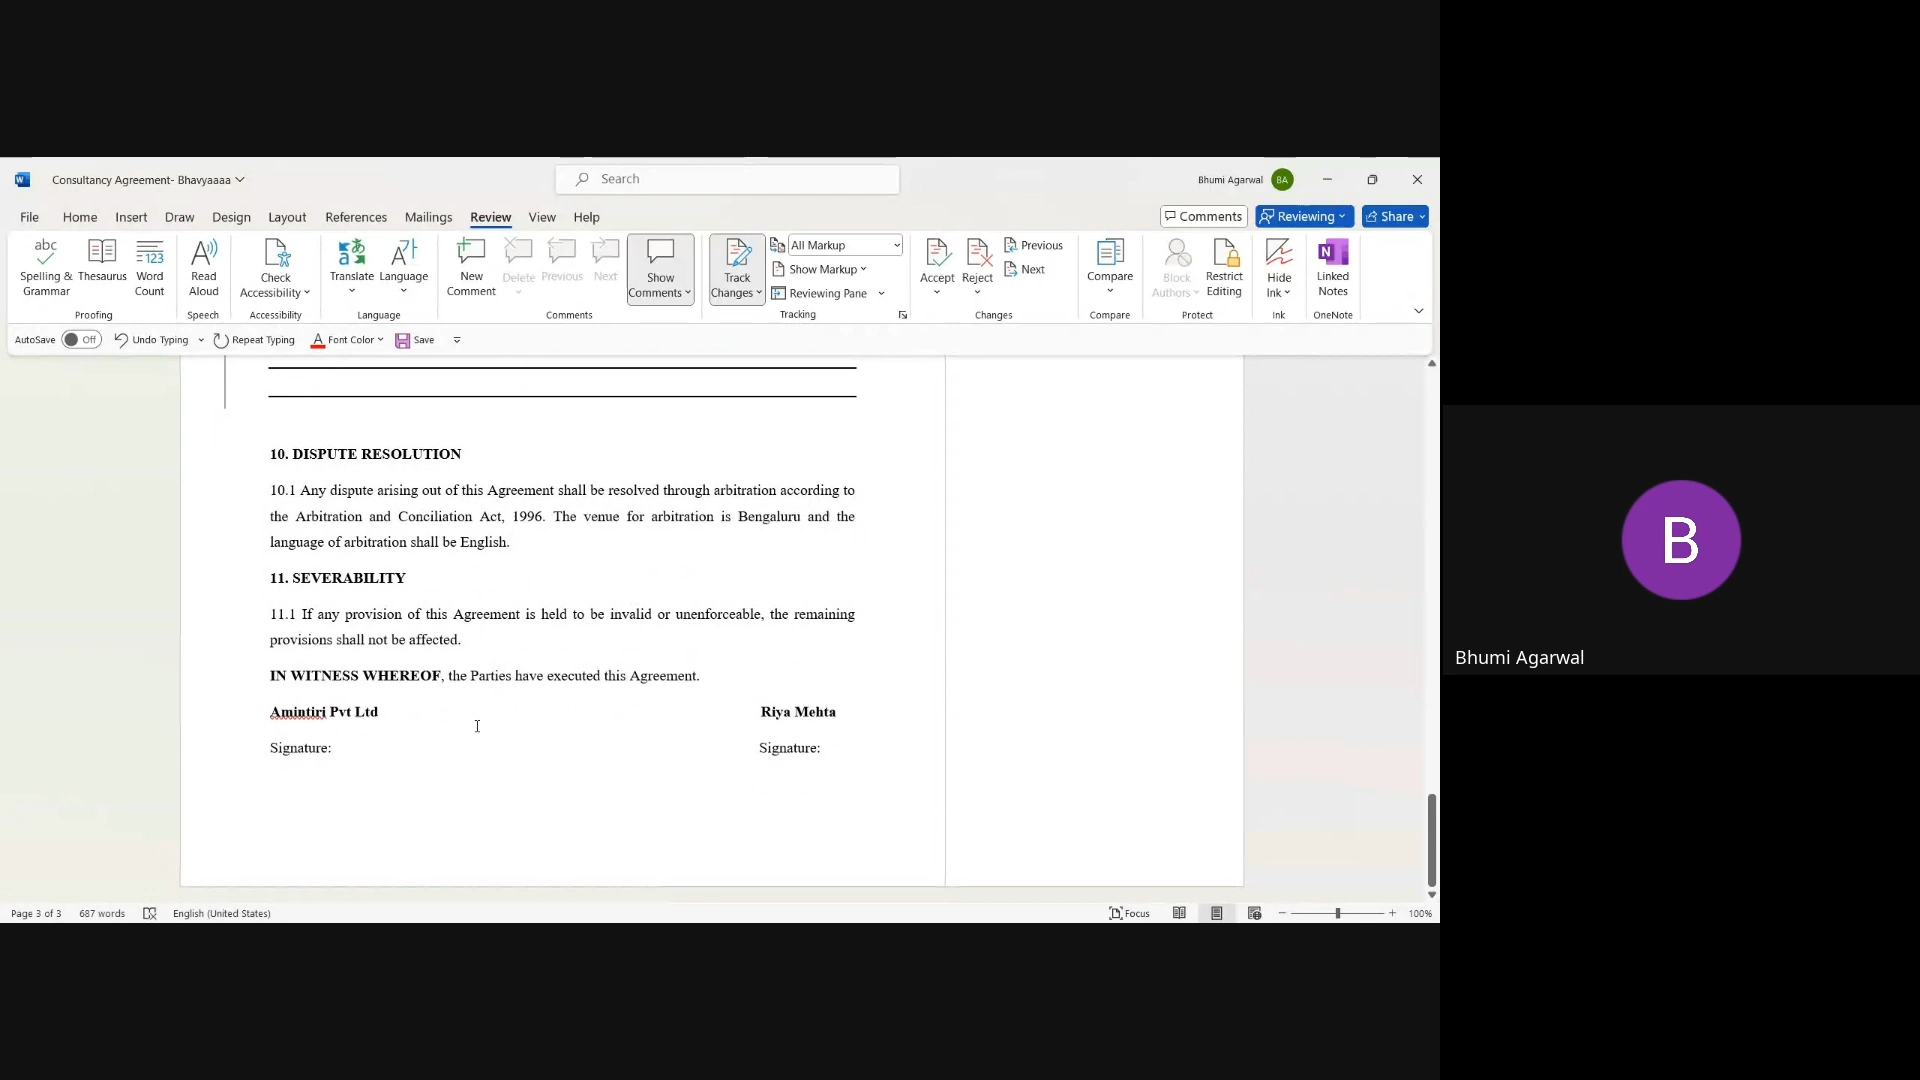 Consultancy Agreement- Bhavyaaaa
Search
Bhumi Agarwal BA
File Home Insert Draw Design Layout References Mailings Review View Help
Comments Reviewing Share
abc
Spelling & Grammar
Thesaurus
123
Word Count
Read Aloud
Check Accessibility
Translate
Language
New Comment
Delete
Previous
Next
Show Comments
Track Changes
All Markup
Show Markup
Reviewing Pane
Accept
Reject
Previous
Next
Compare
Block Authors
Restrict Editing
Hide Ink
N
Linked Notes
Proofing Speech Accessibility Language Comments Tracking Changes Compare Protect Ink OneNote
AutoSave Off Undo Typing Repeat Typing Font Color Save
10. DISPUTE RESOLUTION
10.1 Any dispute arising out of this Agreement shall be resolved through arbitration according to
the Arbitration and Conciliation Act, 1996. The venue for arbitration is Bengaluru and the
language of arbitration shall be English.
11. SEVERABILITY
11.1 If any provision of this Agreement is held to be invalid or unenforceable, the remaining
provisions shall not be affected.
IN WITNESS WHEREOF, the Parties have executed this Agreement.
Amintiri Pvt Ltd Riya Mehta
Signature: Signature:
Page 3 of 3 687 words English (United States) Focus 100%
B
Bhumi Agarwal